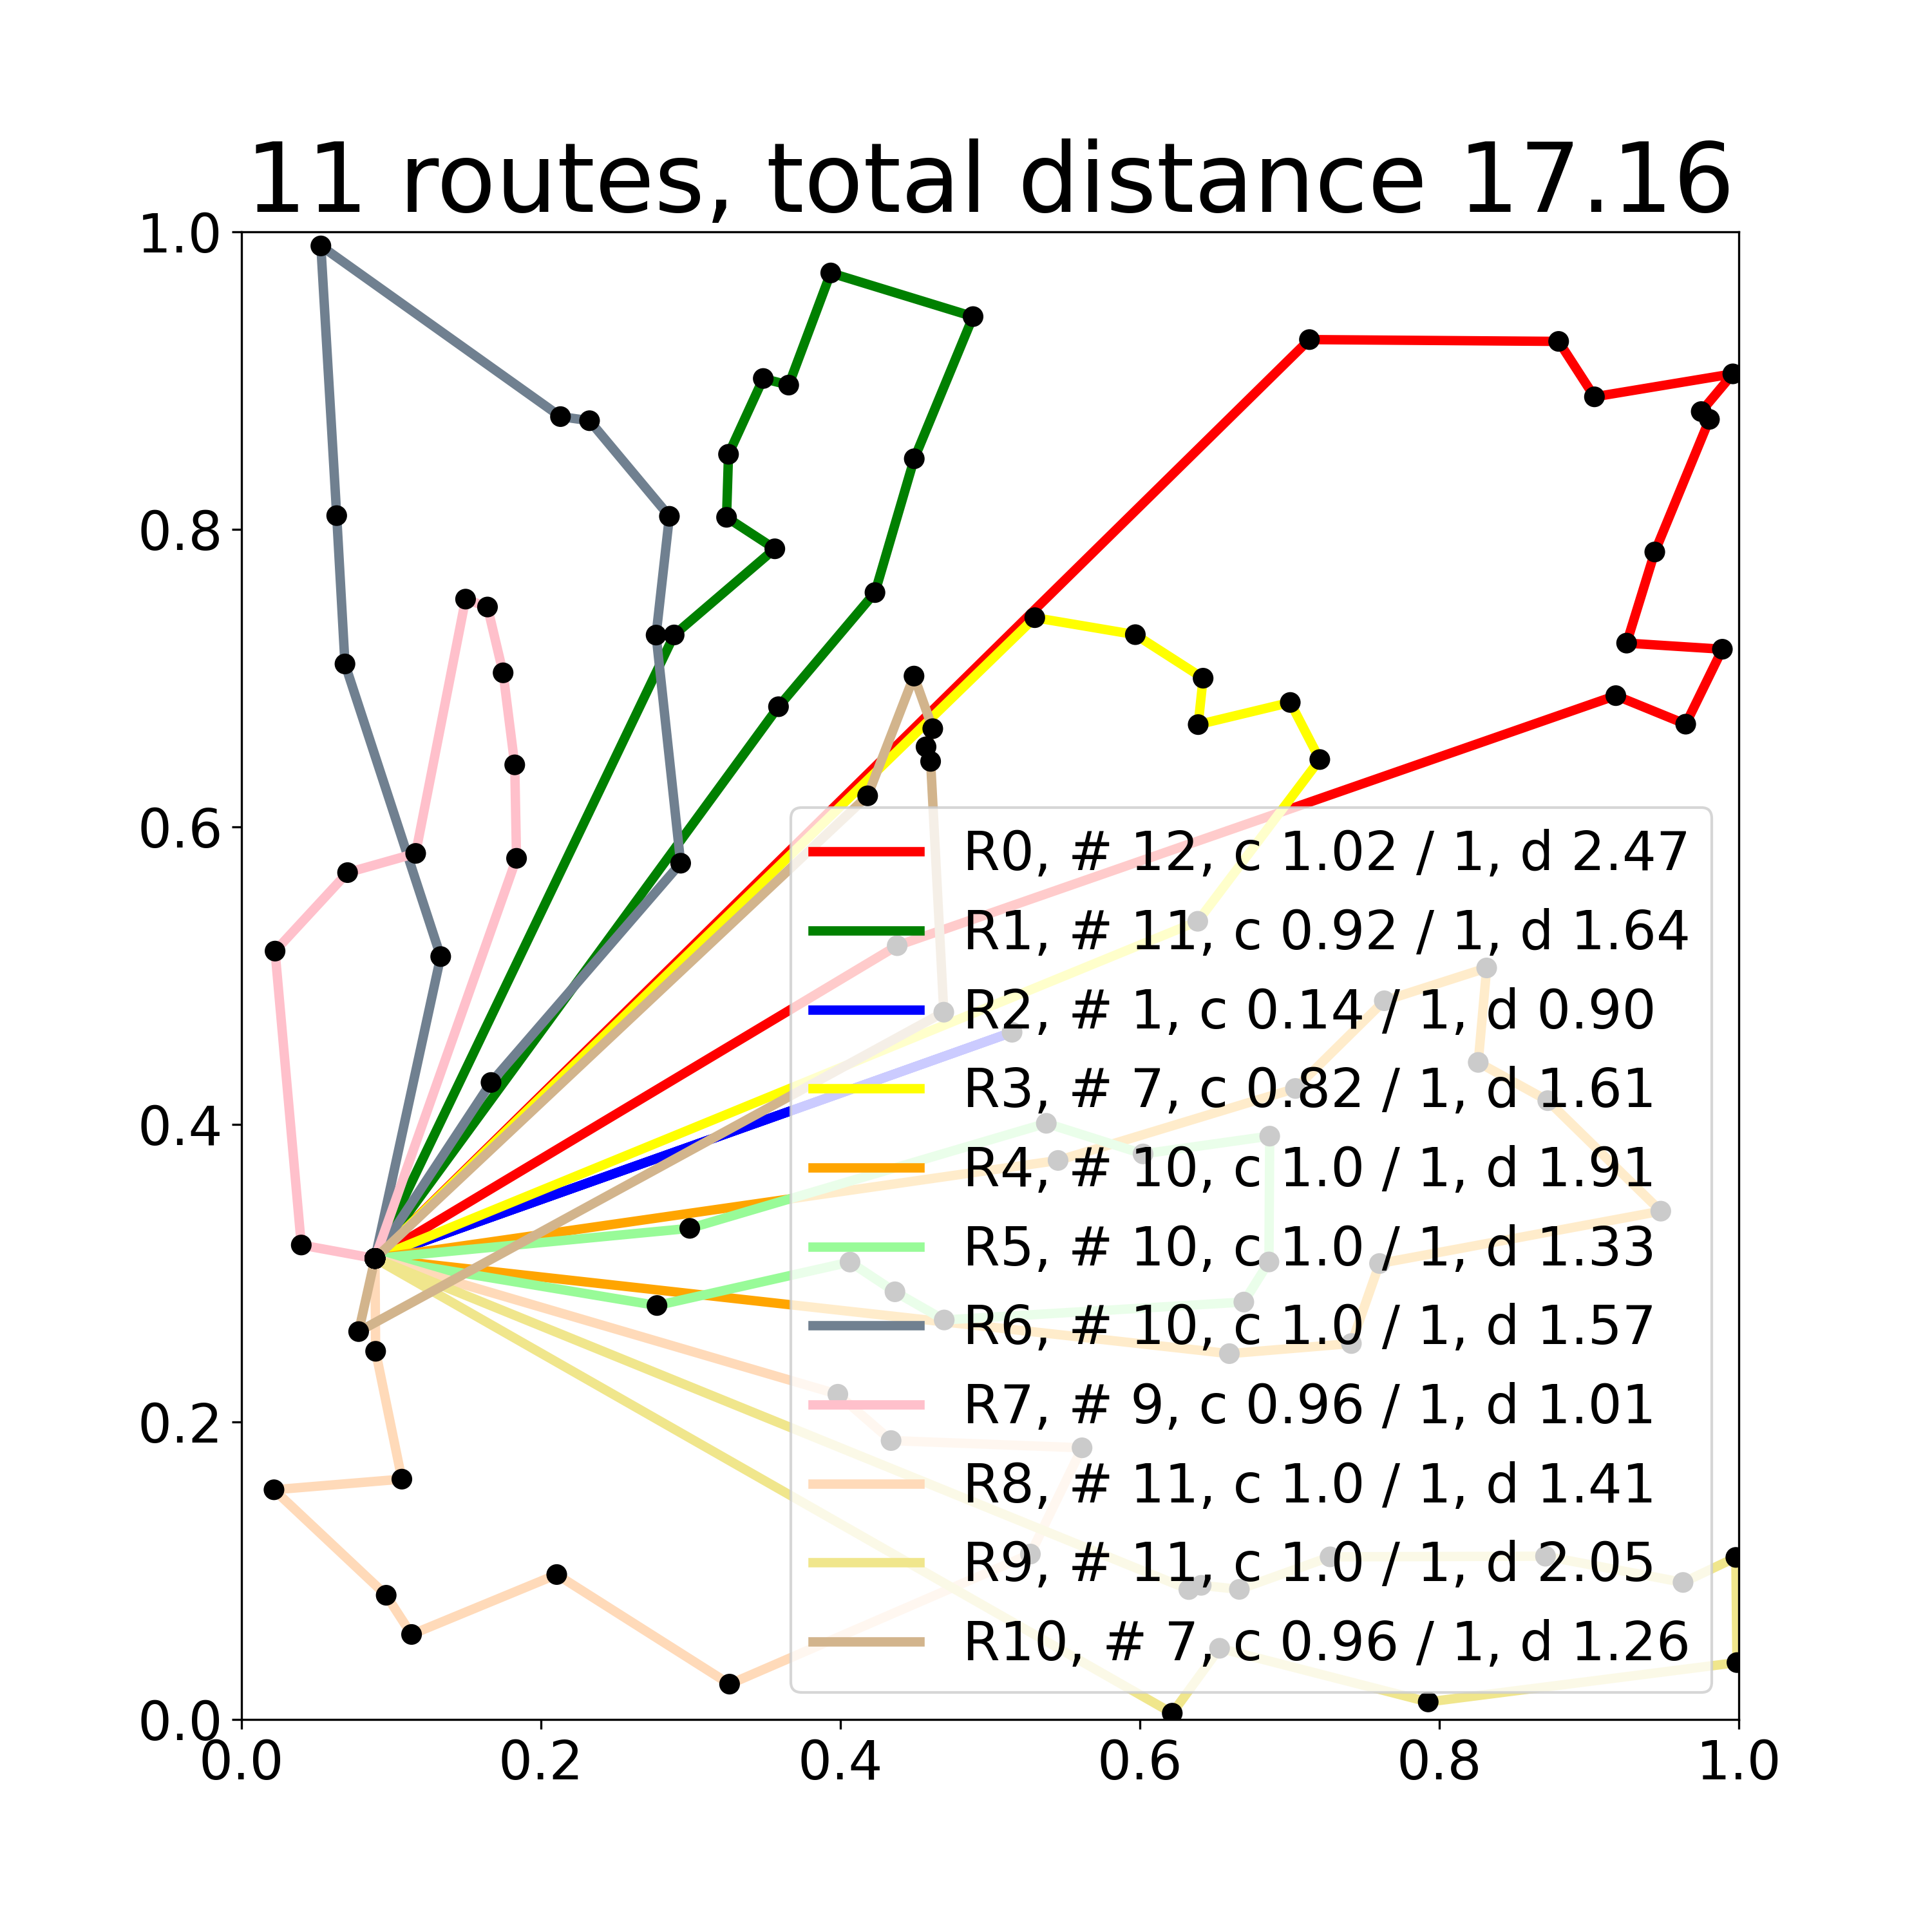 11 routes, total distance 17.16
1.0
0.8
0.6
0.4
0.2
0.0
R0, # 12, c 1.02 / 1, d 2.47
R1, # 11, c 0.92 / 1, d 1.64
R2, # 1, c 0.14 / 1, d 0.90
R3, # 7, c 0.82 / 1, d 1.61
R4, # 10, c 1.0 / 1, d 1.91
R5, # 10, c 1.0 / 1, d 1.33
R6, # 10, c 1.0 / 1, d 1.57
R7, # 9, c 0.96 / 1, d 1.01
R8, # 11, c 1.0 / 1, d 1.41
R9, # 11, c 1.0 / 1, d 2.05
R10, # 7, c 0.96 / 1, d 1.26
0.0 0.2 0.4 0.6 0.8 1.0